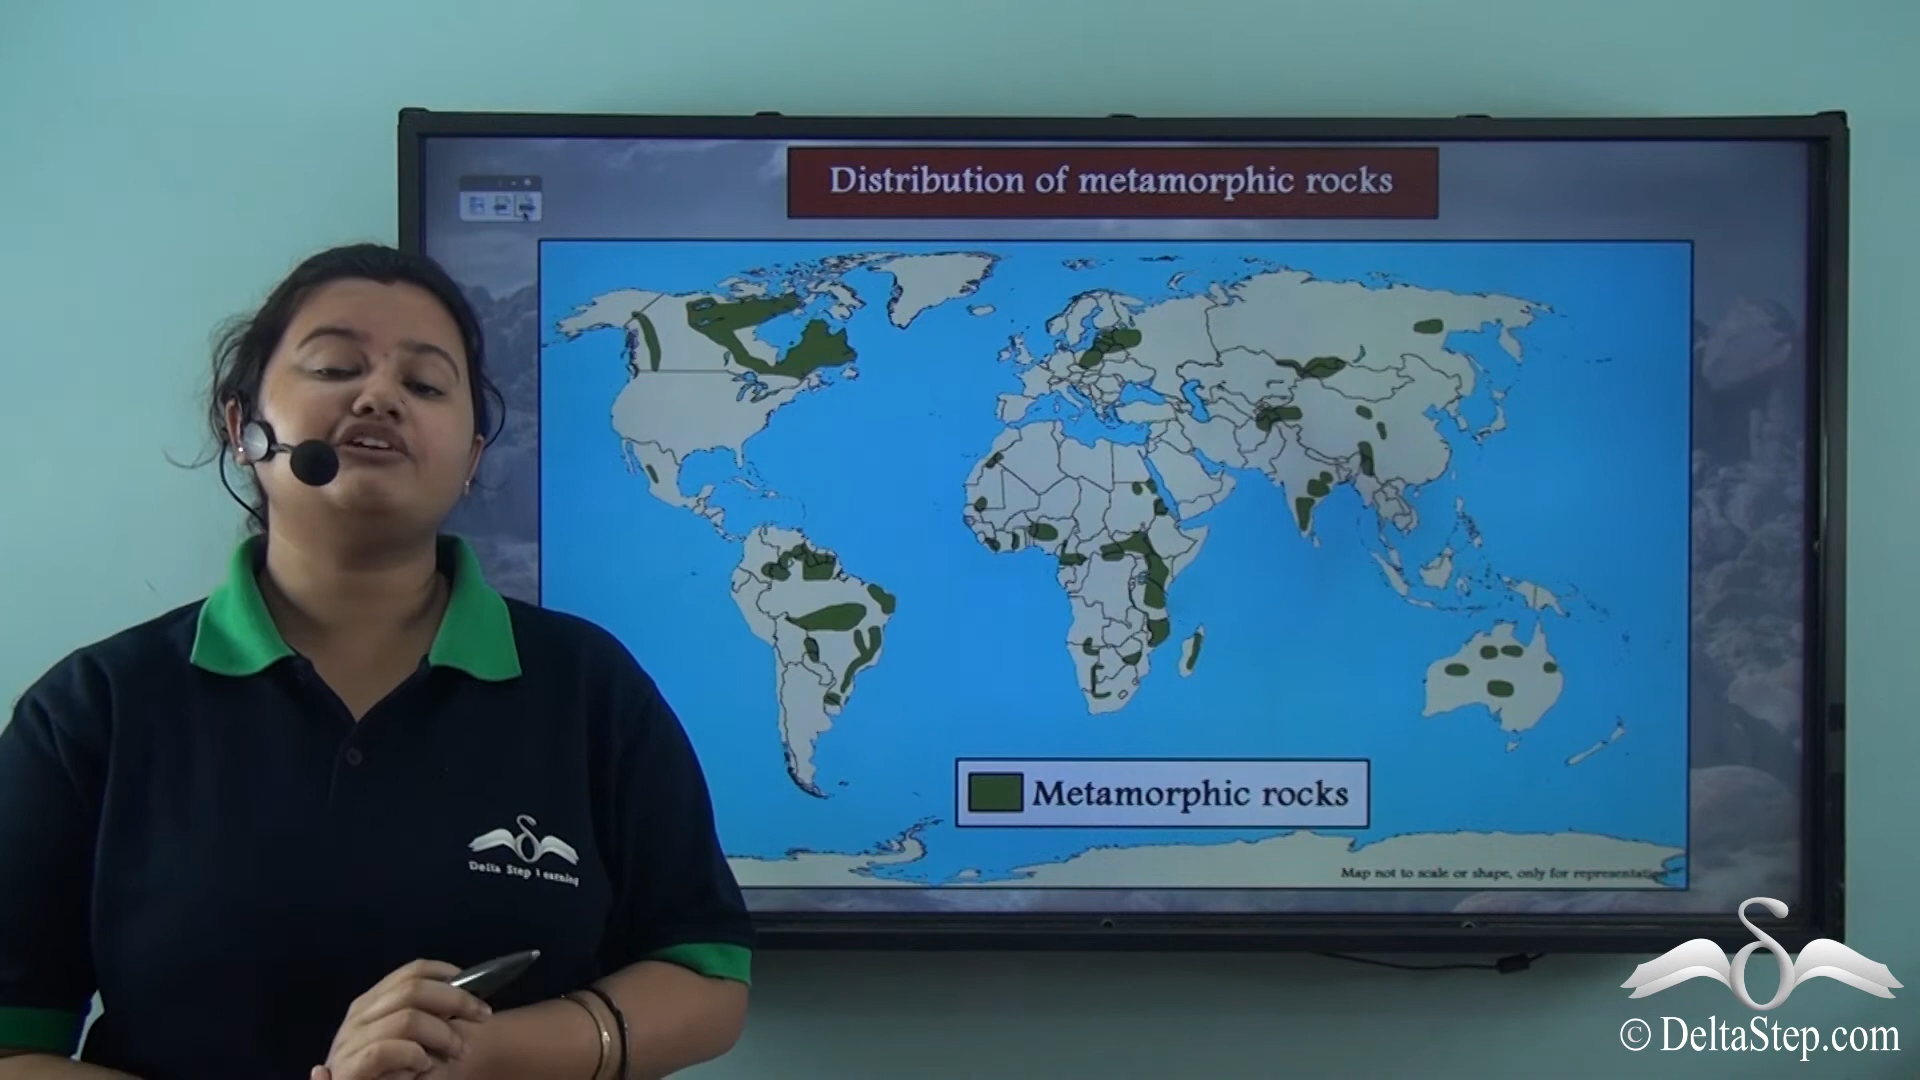 Distribution of metamorphic rocks
Metamorphic rocks
Map not to scale or shape, only for representation
Delta Step Learning
© DeltaStep.com